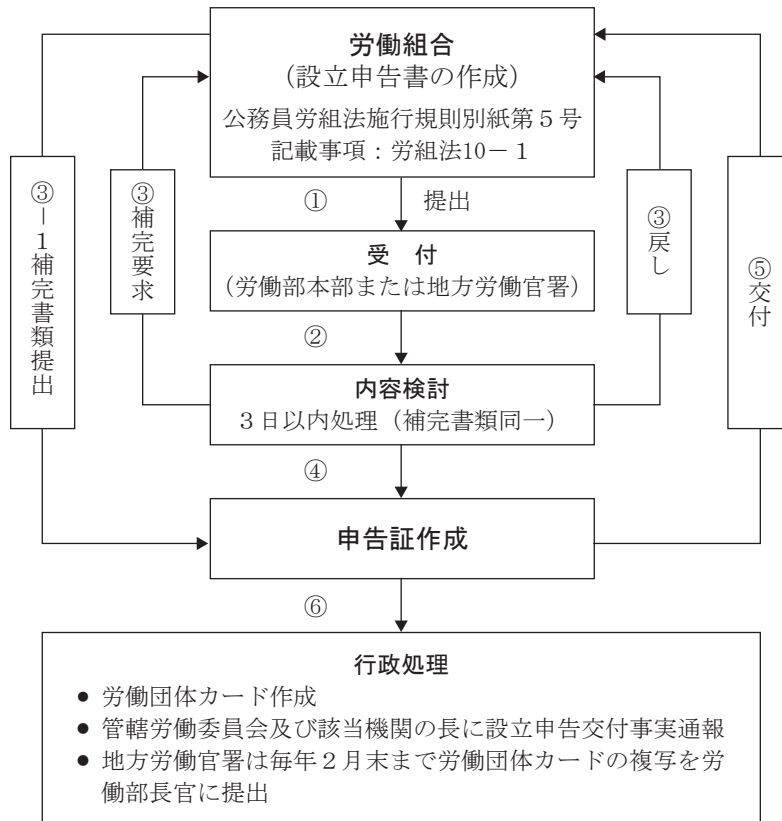 労働組合
（設立申告書の作成）
公務員労組法施行規則別紙第５号
記載事項：労組法10－１
① 提出
③－１補完書類提出
③補完要求
③戻し
⑤交付
受　付
（労働部本部または地方労働官署）
②
内容検討
３日以内処理（補完書類同一）
④
申告証作成
⑥
行政処理
● 労働団体カード作成
● 管轄労働委員会及び該当機関の長に設立申告交付事実通報
● 地方労働官署は毎年２月末まで労働団体カードの複写を労
働部長官に提出